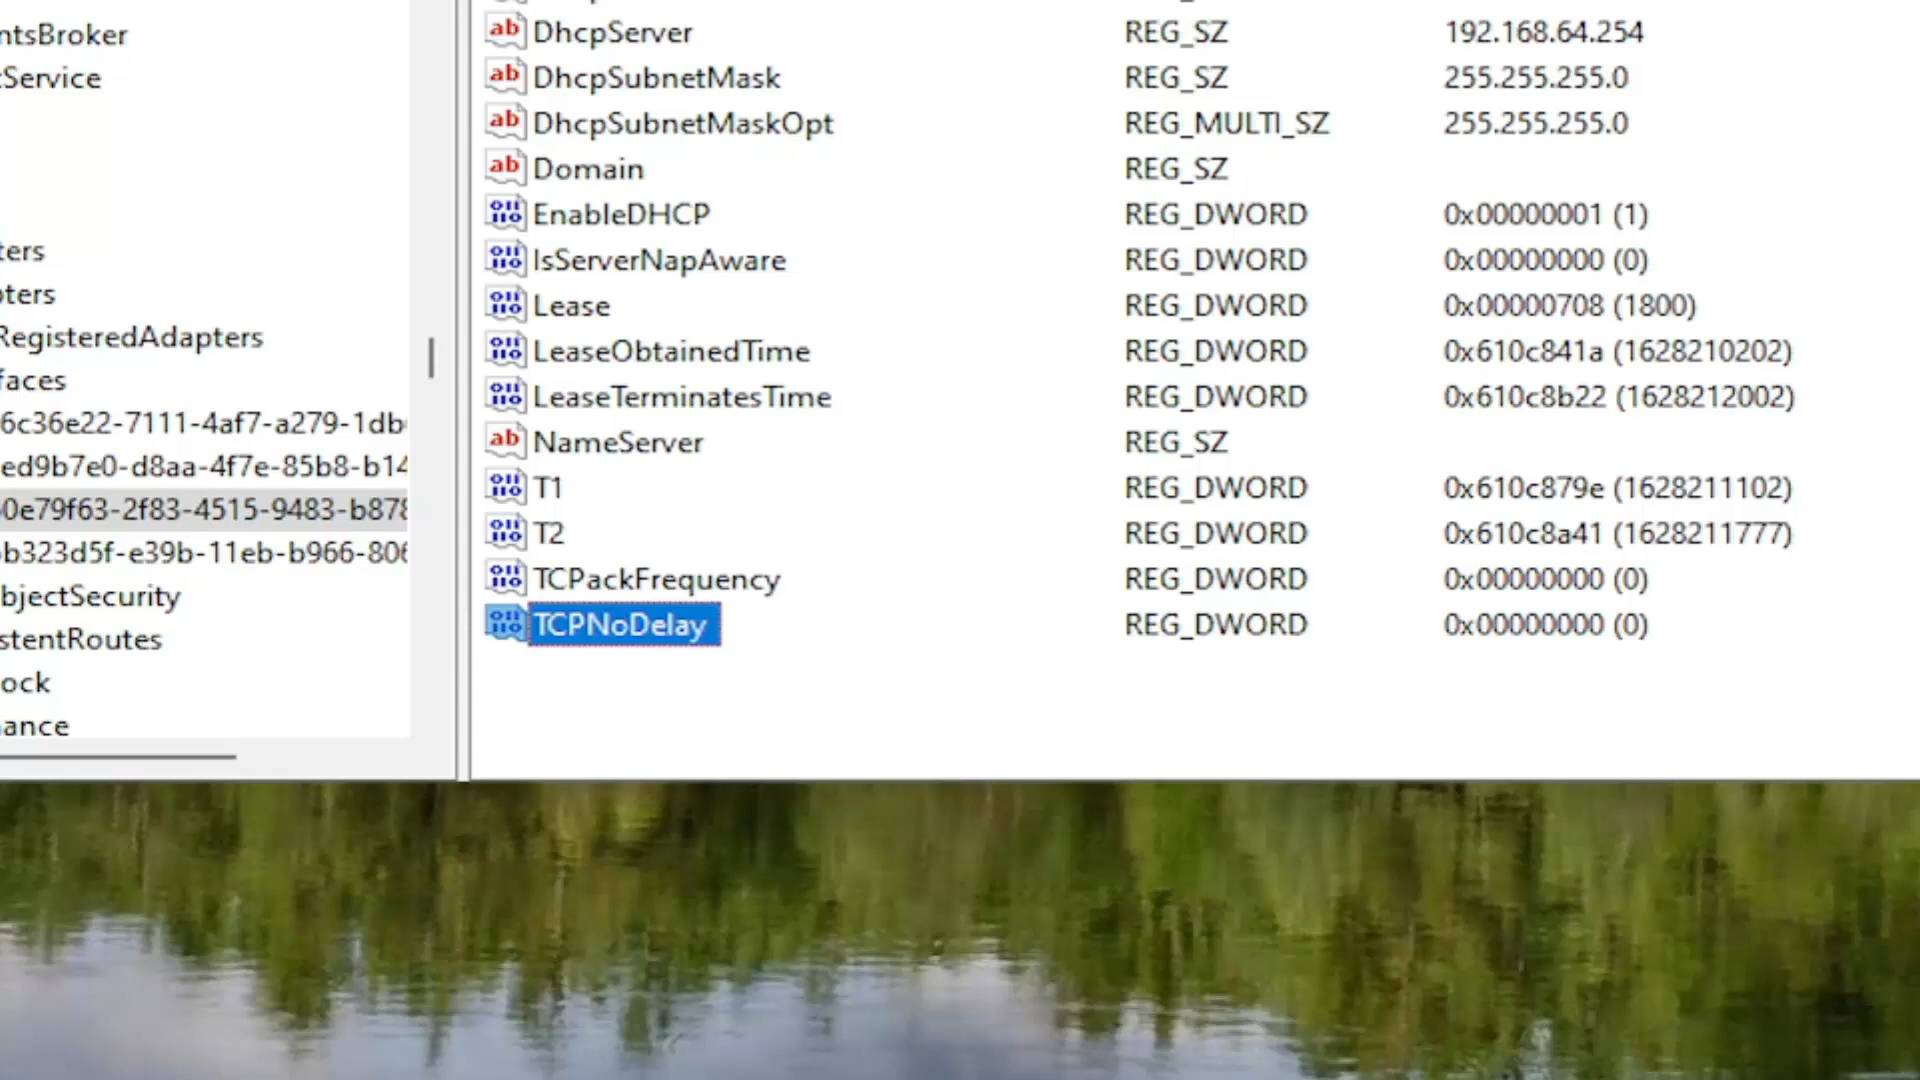 ntsBroker
Service
ters
ters
RegisteredAdapters
faces
6c36e22-7111-4af7-a279-1db
ed9b7e0-d8aa-4f7e-85b8-b14
0e79f63-2f83-4515-9483-b878
b323d5f-e39b-11eb-b966-806
bjectSecurity
stentRoutes
ock
ance
DhcpServer REG_SZ 192.168.64.254
DhcpSubnetMask REG_SZ 255.255.255.0
DhcpSubnetMaskOpt REG_MULTI_SZ 255.255.255.0
Domain REG_SZ
EnableDHCP REG_DWORD 0x00000001 (1)
IsServerNapAware REG_DWORD 0x00000000 (0)
Lease REG_DWORD 0x00000708 (1800)
LeaseObtainedTime REG_DWORD 0x610c841a (1628210202)
LeaseTerminatesTime REG_DWORD 0x610c8b22 (1628212002)
NameServer REG_SZ
T1 REG_DWORD 0x610c879e (1628211102)
T2 REG_DWORD 0x610c8a41 (1628211777)
TCPackFrequency REG_DWORD 0x00000000 (0)
TCPNoDelay REG_DWORD 0x00000000 (0)